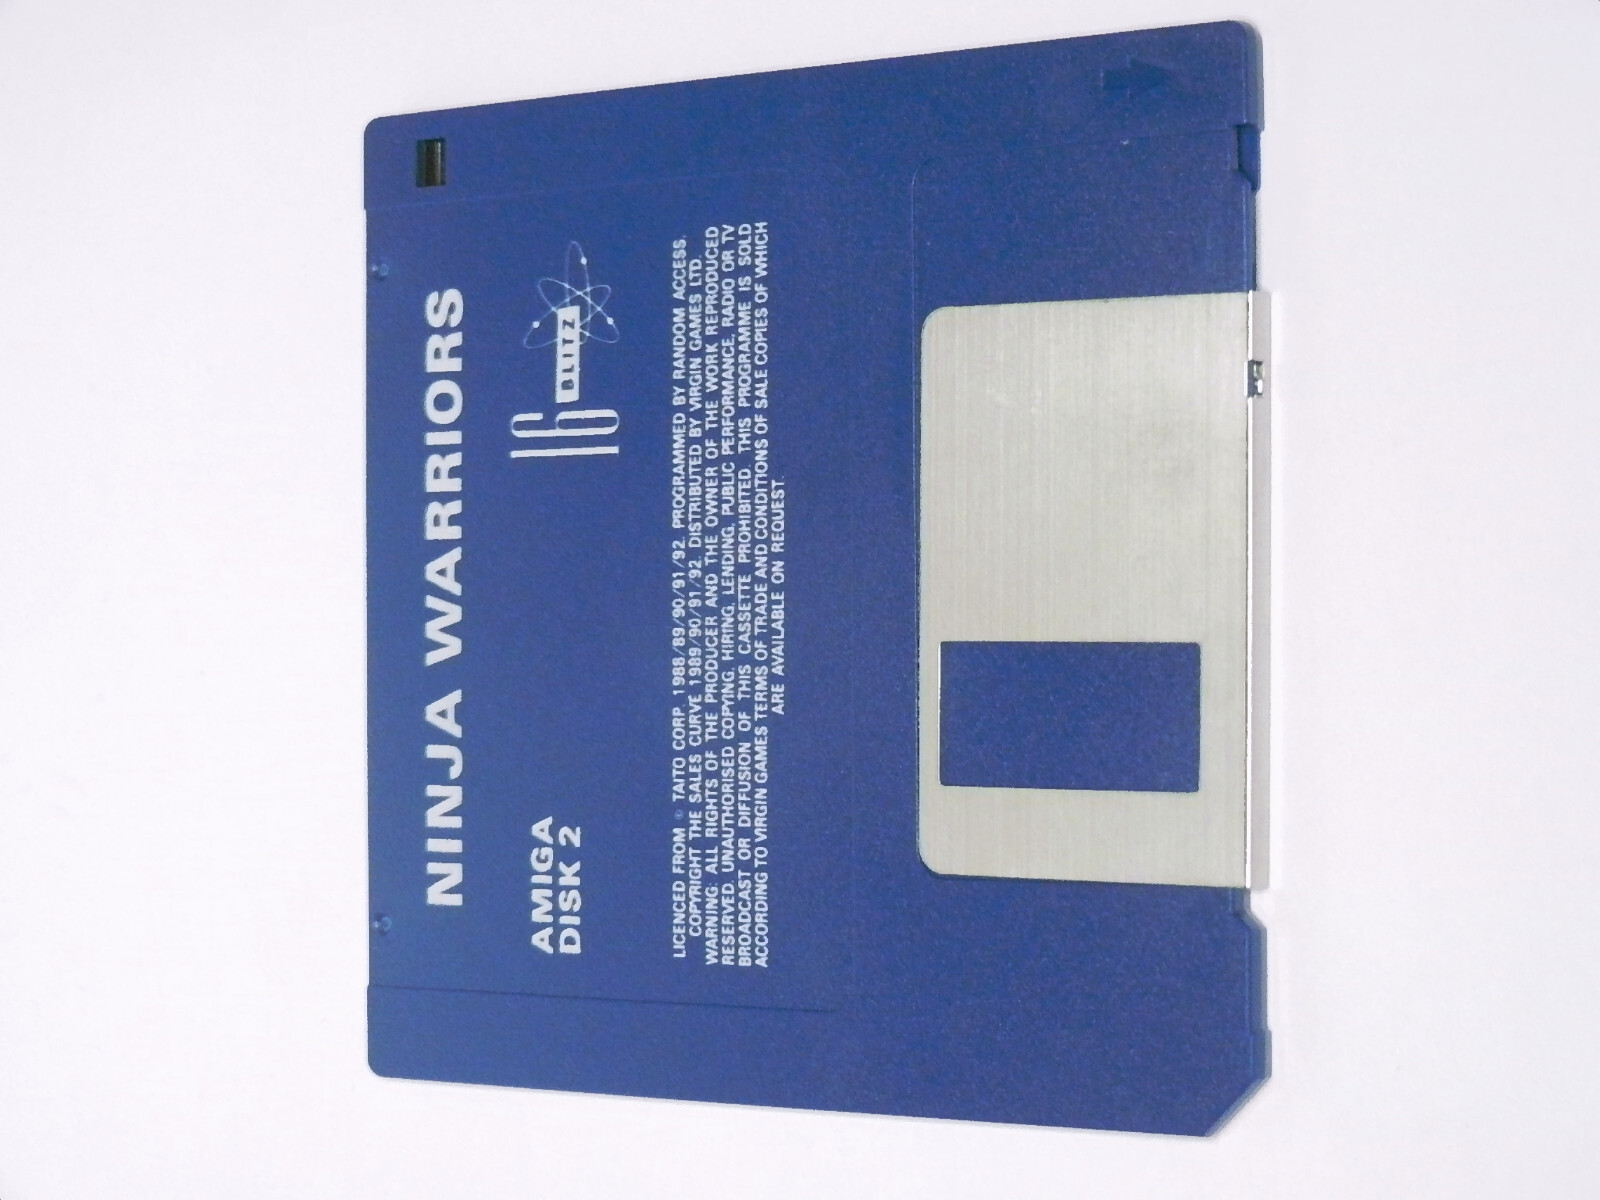 NINJA WARRIORS
AMIGA
DISK 2
16 BLITZ
LICENCED FROM © TAITO CORP. 1988/89/90/91/92. PROGRAMMED BY RANDOM ACCESS.
COPYRIGHT THE SALES CURVE 1989/90/91/92. DISTRIBUTED BY VIRGIN GAMES LTD.
WARNING: ALL RIGHTS OF THE PRODUCER AND THE OWNER OF THE WORK REPRODUCED
RESERVED. UNAUTHORISED COPYING, HIRING, LENDING, PUBLIC PERFORMANCE, RADIO OR TV
BROADCAST OR DIFFUSION OF THIS CASSETTE PROHIBITED. THIS PROGRAMME IS SOLD
ACCORDING TO VIRGIN GAMES TERMS OF TRADE AND CONDITIONS OF SALE COPIES OF WHICH
ARE AVAILABLE ON REQUEST.